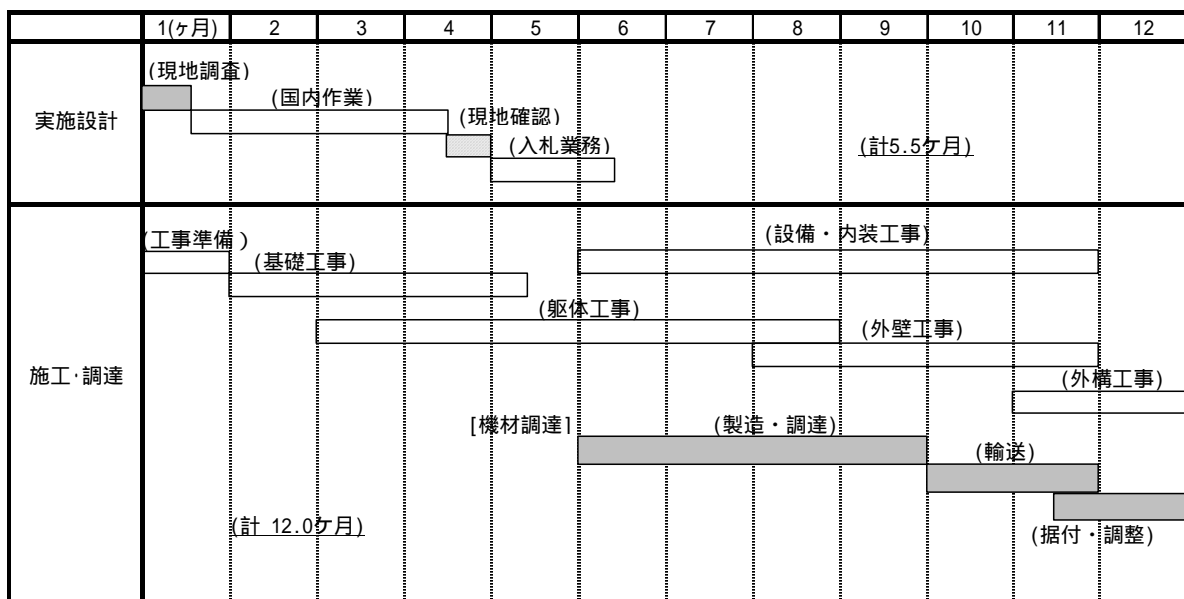 1(ヶ月) 2 3 4 5 6 7 8 9 10 11 12
実施設計
(現地調査)
(国内作業)
(現地確認)
(入札業務)
(計5.5ケ月)
施工・調達
(工事準備)
(設備・内装工事)
(基礎工事)
(躯体工事)
(外壁工事)
(外構工事)
[機材調達]
(製造・調達)
(輸送)
(計 12.0ケ月)
(据付・調整)